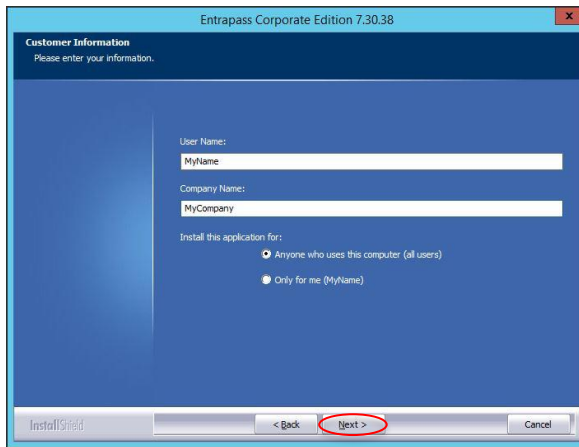 Entrapass Corporate Edition 7.30.38
x
Customer Information
Please enter your information.
User Name:
MyName
Company Name:
MyCompany
Install this application for:
Anyone who uses this computer (all users)
Only for me (MyName)
InstallShield
< Back
Next >
Cancel